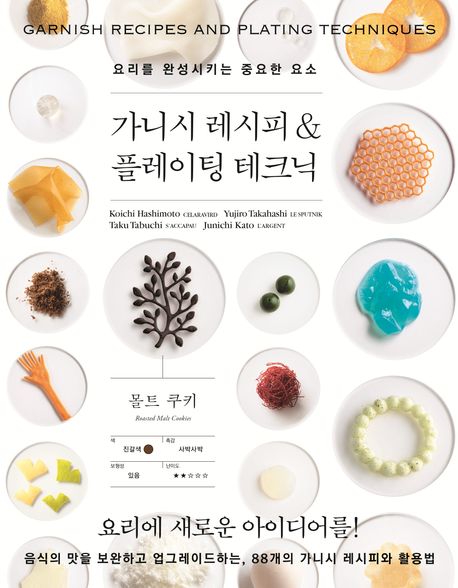 GARNISH RECIPES AND PLATING TECHNIQUES
요리를 완성시키는 중요한 요소
가니시 레시피 &
플레이팅 테크닉
Koichi Hashimoto CELARAVIRD Yujiro Takahashi LE SPUTNIK
Taku Tabuchi S'ACCAPAU Junichi Kato L'ARGENT
몰트 쿠키
Roasted Malt Cookies
색 촉감
진갈색 사박사박
보형성 난이도
있음 ★★☆☆☆
요리에 새로운 아이디어를!
음식의 맛을 보완하고 업그레이드하는, 88개의 가니시 레시피와 활용법